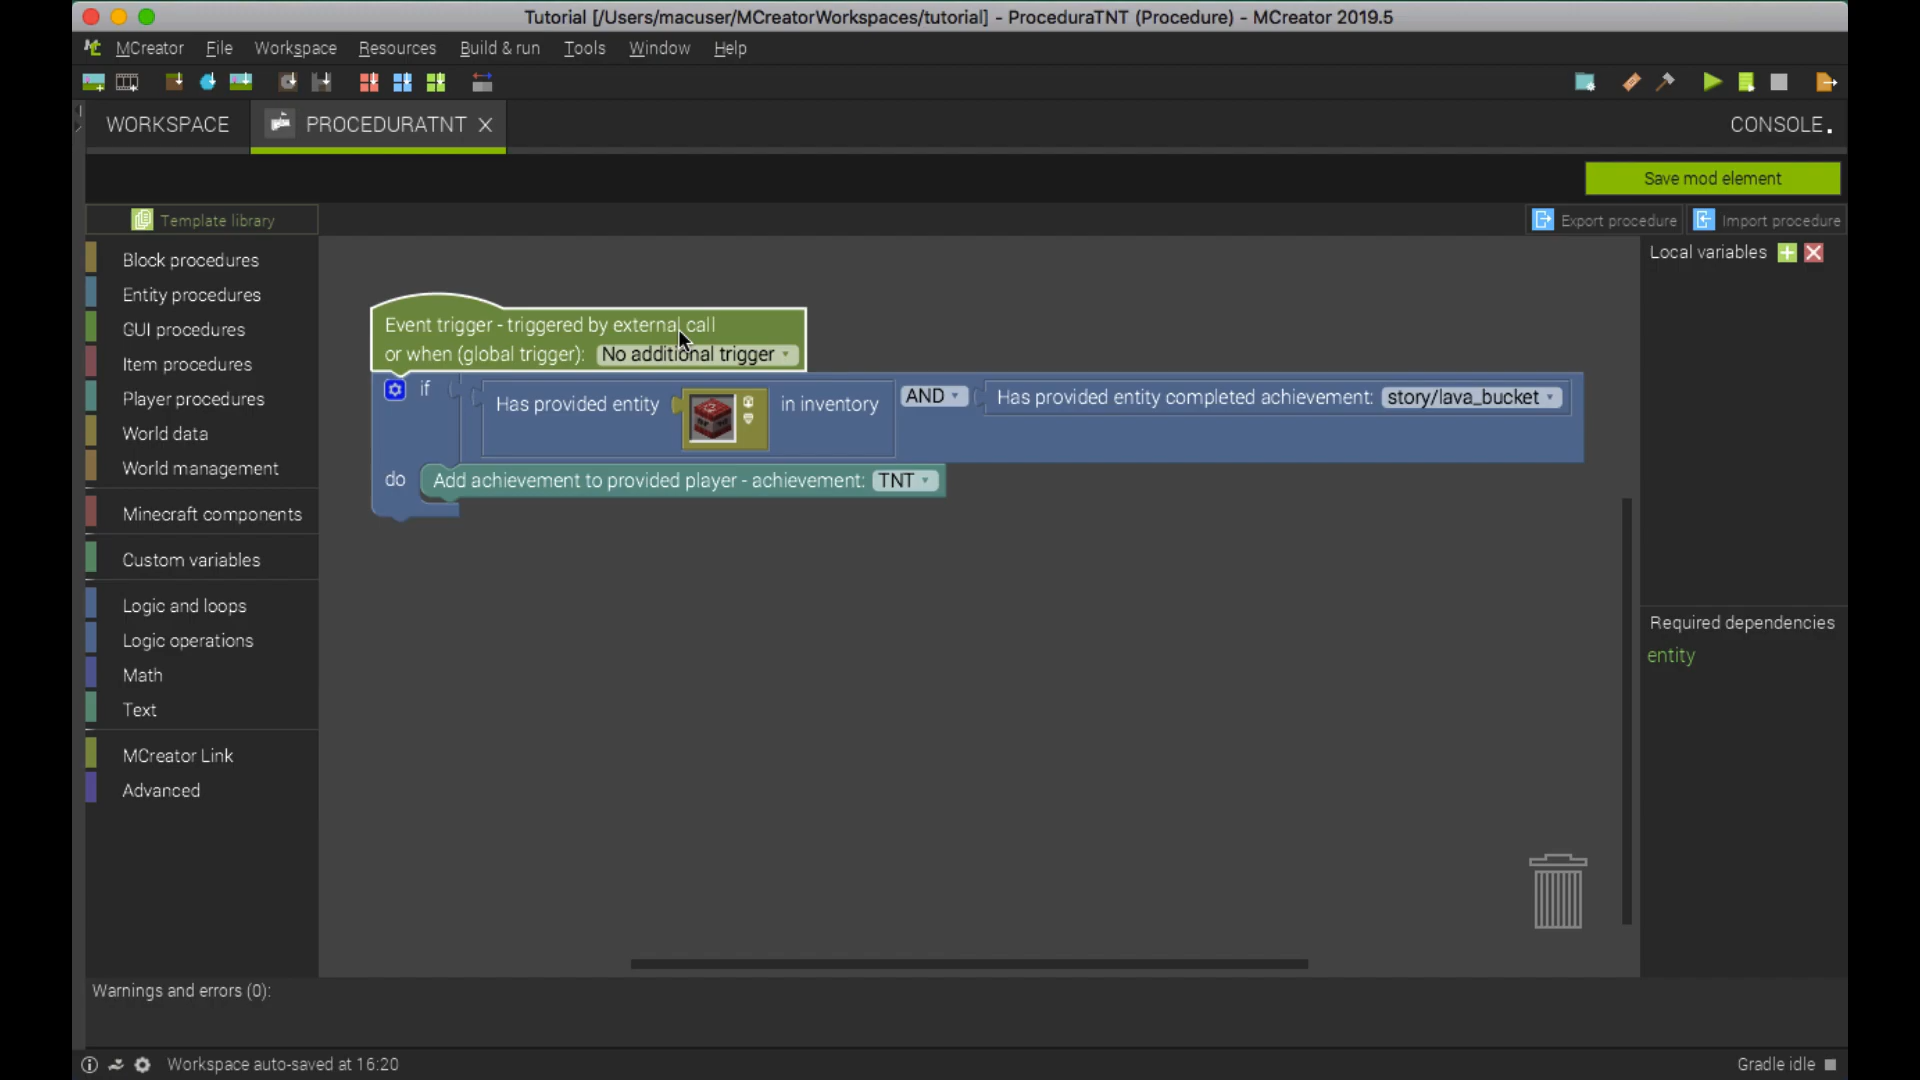 Tutorial [/Users/macuser/MCreatorWorkspaces/tutorial] - ProceduraTNT (Procedure) - MCreator 2019.5
MCreator File Workspace Resources Build & run Tools Window Help
WORKSPACE PROCEDURATNT CONSOLE
Save mod element
Template library Export procedure Import procedure
Block procedures
Entity procedures
GUI procedures
Item procedures
Player procedures
World data
World management
Minecraft components
Custom variables
Logic and loops
Logic operations
Math
Text
MCreator Link
Advanced
Event trigger - triggered by external call
or when (global trigger): No additional trigger
if Has provided entity in inventory AND Has provided entity completed achievement: story/lava_bucket
do Add achievement to provided player - achievement: TNT
Local variables
Required dependencies
entity
Warnings and errors (0):
Workspace auto-saved at 16:20 Gradle idle